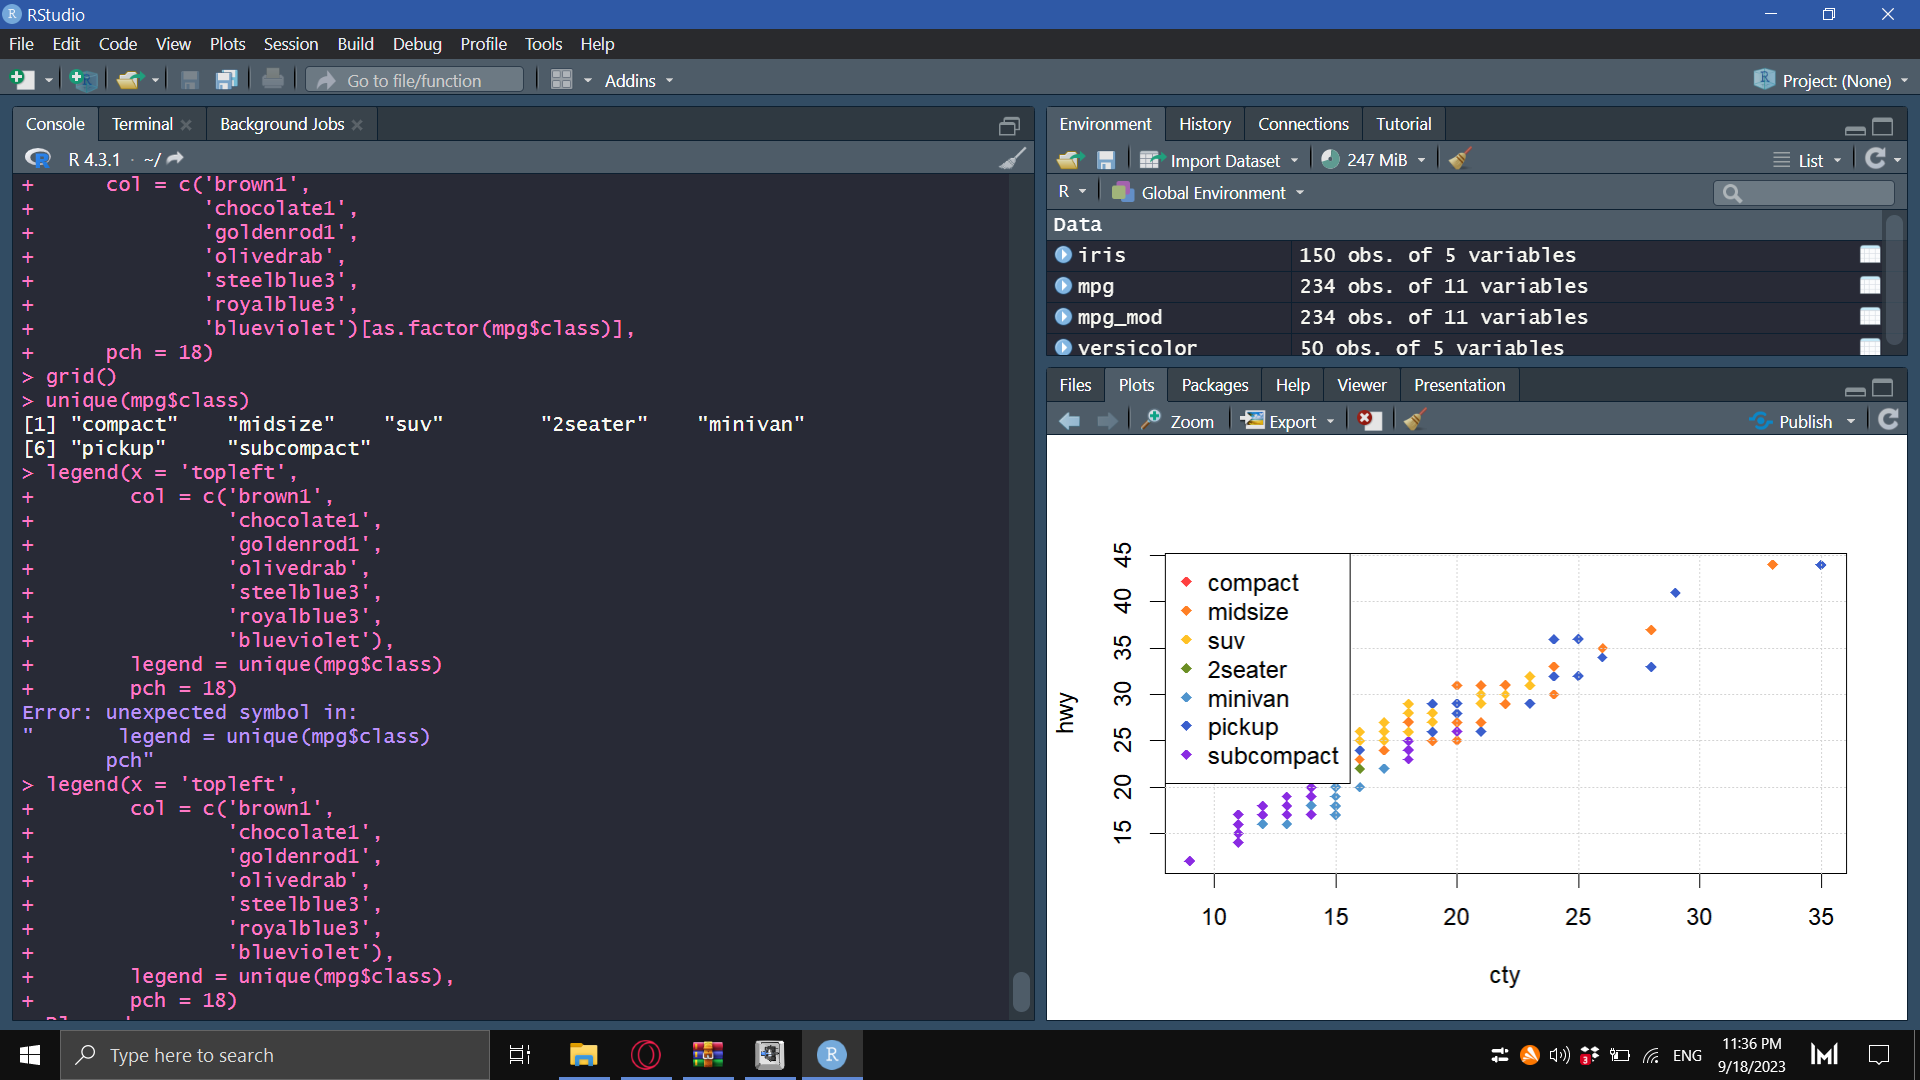 RStudio
File Edit Code View Plots Session Build Debug Profile Tools Help
Go to file/function Addins Project: (None)
Console Terminal Background Jobs
R 4.3.1 · ~/
+ col = c('brown1',
+ 'chocolate1',
+ 'goldenrod1',
+ 'olivedrab',
+ 'steelblue3',
+ 'royalblue3',
+ 'blueviolet')[as.factor(mpg$class)],
+ pch = 18)
> grid()
> unique(mpg$class)
[1] "compact" "midsize" "suv" "2seater" "minivan"
[6] "pickup" "subcompact"
> legend(x = 'topleft',
+ col = c('brown1',
+ 'chocolate1',
+ 'goldenrod1',
+ 'olivedrab',
+ 'steelblue3',
+ 'royalblue3',
+ 'blueviolet'),
+ legend = unique(mpg$class)
+ pch = 18)
Error: unexpected symbol in:
" legend = unique(mpg$class)
pch"
> legend(x = 'topleft',
+ col = c('brown1',
+ 'chocolate1',
+ 'goldenrod1',
+ 'olivedrab',
+ 'steelblue3',
+ 'royalblue3',
+ 'blueviolet'),
+ legend = unique(mpg$class),
+ pch = 18)
Environment History Connections Tutorial
Import Dataset 247 MiB List
R Global Environment
Data
iris 150 obs. of 5 variables
mpg 234 obs. of 11 variables
mpg_mod 234 obs. of 11 variables
versicolor 50 obs. of 5 variables
Files Plots Packages Help Viewer Presentation
Zoom Export Publish
compact
midsize
suv
2seater
minivan
pickup
subcompact
hwy
45
40
35
30
25
20
15
10 15 20 25 30 35
cty
Type here to search
R
3
ENG
11:36 PM
9/18/2023